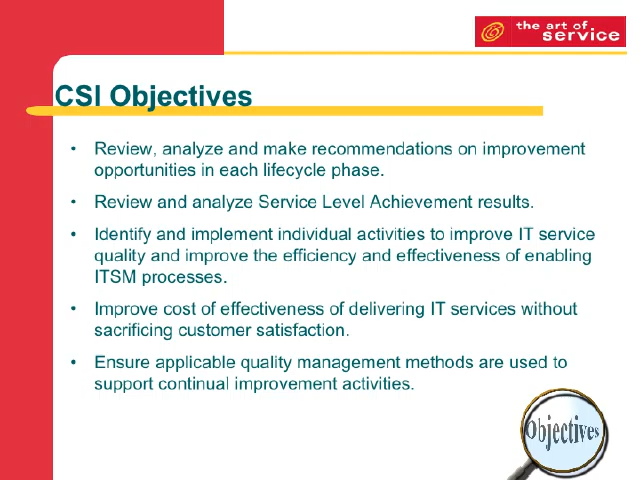 the art of
service
CSI Objectives
• Review, analyze and make recommendations on improvement
opportunities in each lifecycle phase.
• Review and analyze Service Level Achievement results.
• Identify and implement individual activities to improve IT service
quality and improve the efficiency and effectiveness of enabling
ITSM processes.
• Improve cost of effectiveness of delivering IT services without
sacrificing customer satisfaction.
• Ensure applicable quality management methods are used to
support continual improvement activities.
Objectives